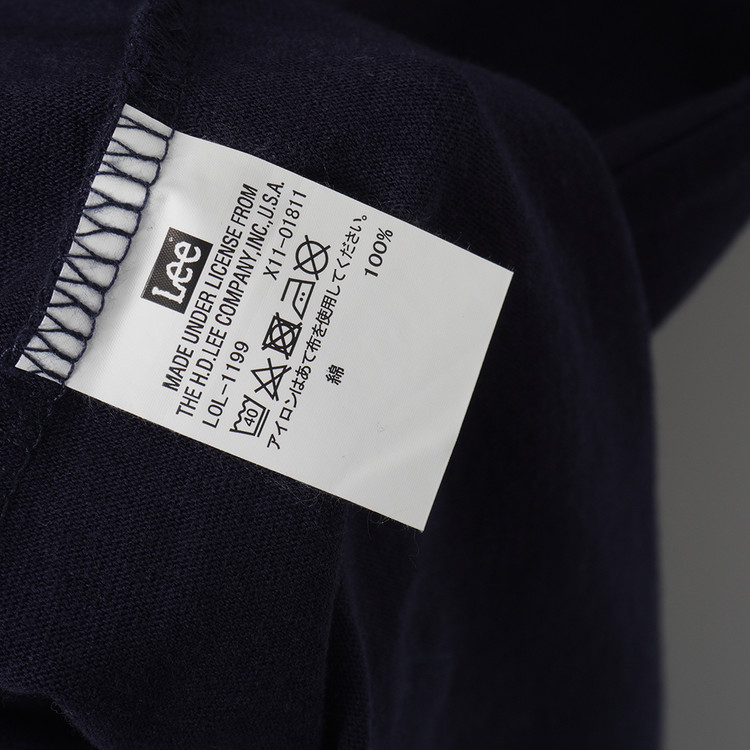 Lee
MADE UNDER LICENSE FROM
THE H.D.LEE COMPANY,INC.,U.S.A.
LOL-1199 X11-01811
40
アイロンはあて布を使用してください。
綿 100%